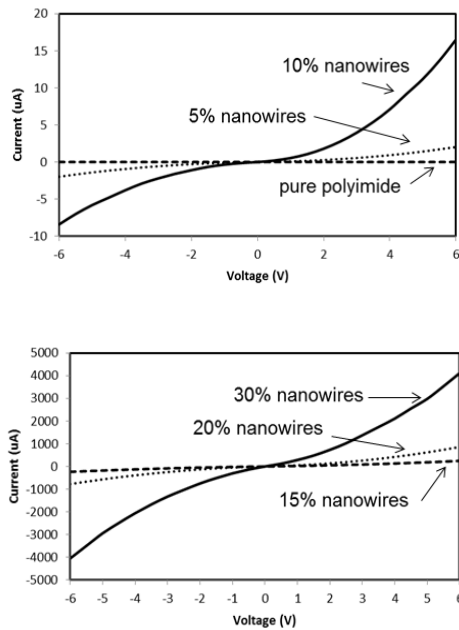 20
15
10
5
0
-5
-10
Current (uA)
10% nanowires
5% nanowires
pure polyimide
-6 -4 -2 0 2 4 6
Voltage (V)
5000
4000
3000
2000
1000
0
-1000
-2000
-3000
-4000
-5000
Current (uA)
30% nanowires
20% nanowires
15% nanowires
-6 -5 -4 -3 -2 -1 0 1 2 3 4 5 6
Voltage (V)